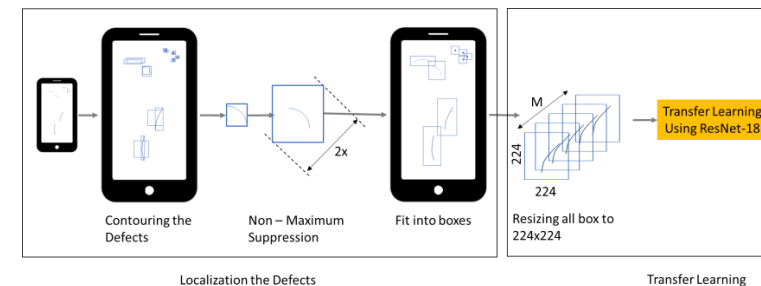 Contouring the
Defects
Non – Maximum
Suppression
2x
Fit into boxes
M
224
224
Resizing all box to
224x224
Transfer Learning
Using ResNet-18
Localization the Defects
Transfer Learning